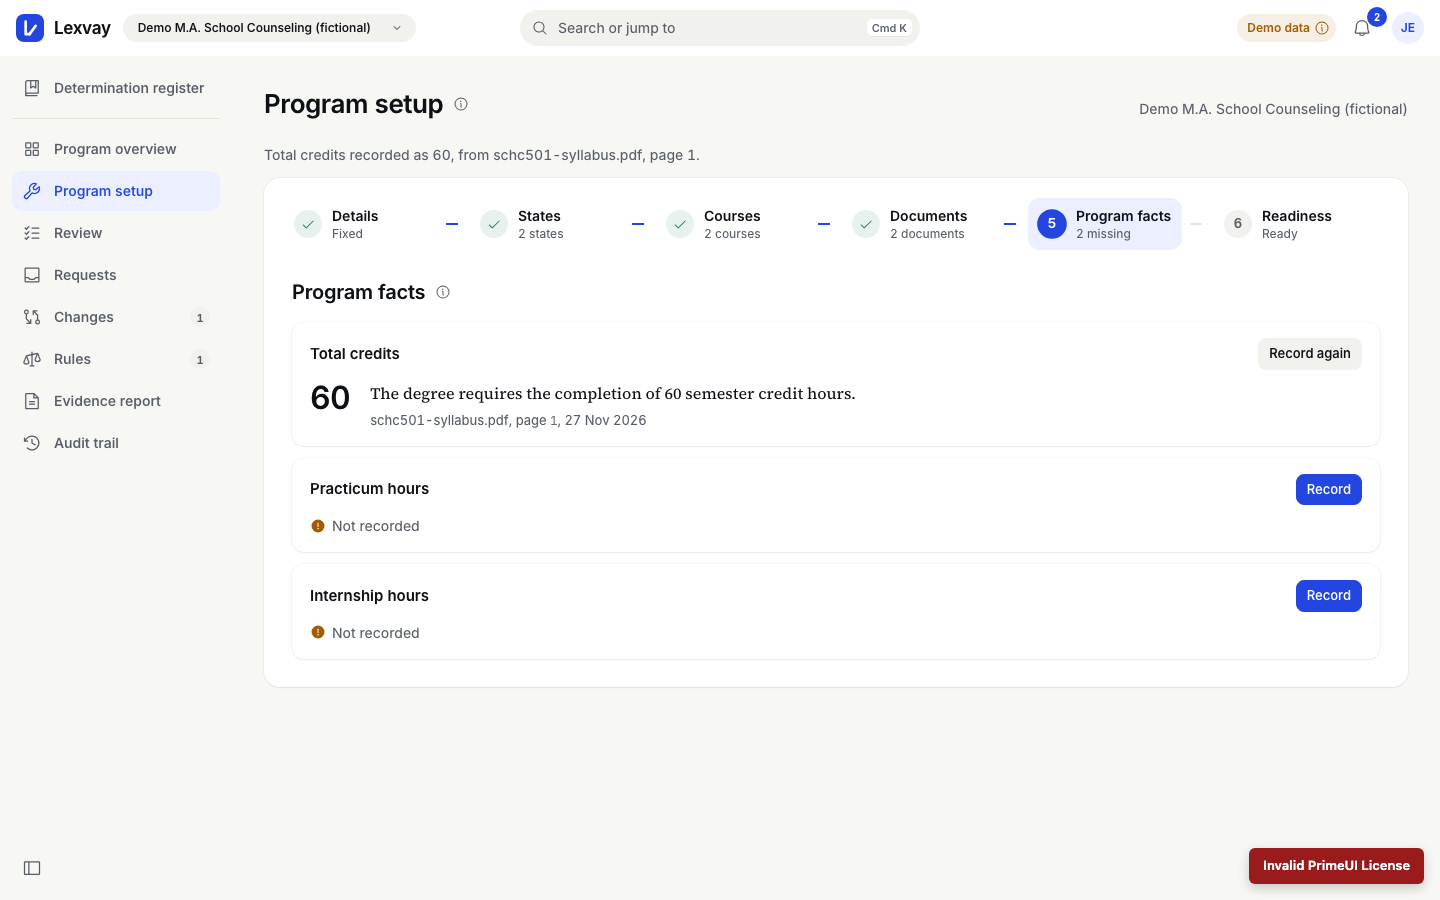 Lexvay
Demo M.A. School Counseling (fictional)
Search or jump to
Cmd K
Demo data
2
JE
Determination register
Program overview
Program setup
Review
Requests
Changes
1
Rules
1
Evidence report
Audit trail
Program setup
Demo M.A. School Counseling (fictional)
Total credits recorded as 60, from schc501-syllabus.pdf, page 1.
Details
Fixed
States
2 states
Courses
2 courses
Documents
2 documents
5
Program facts
2 missing
6
Readiness
Ready
Program facts
Total credits
Record again
60
The degree requires the completion of 60 semester credit hours.
schc501-syllabus.pdf, page 1, 27 Nov 2026
Practicum hours
Record
Not recorded
Internship hours
Record
Not recorded
Invalid PrimeUI License